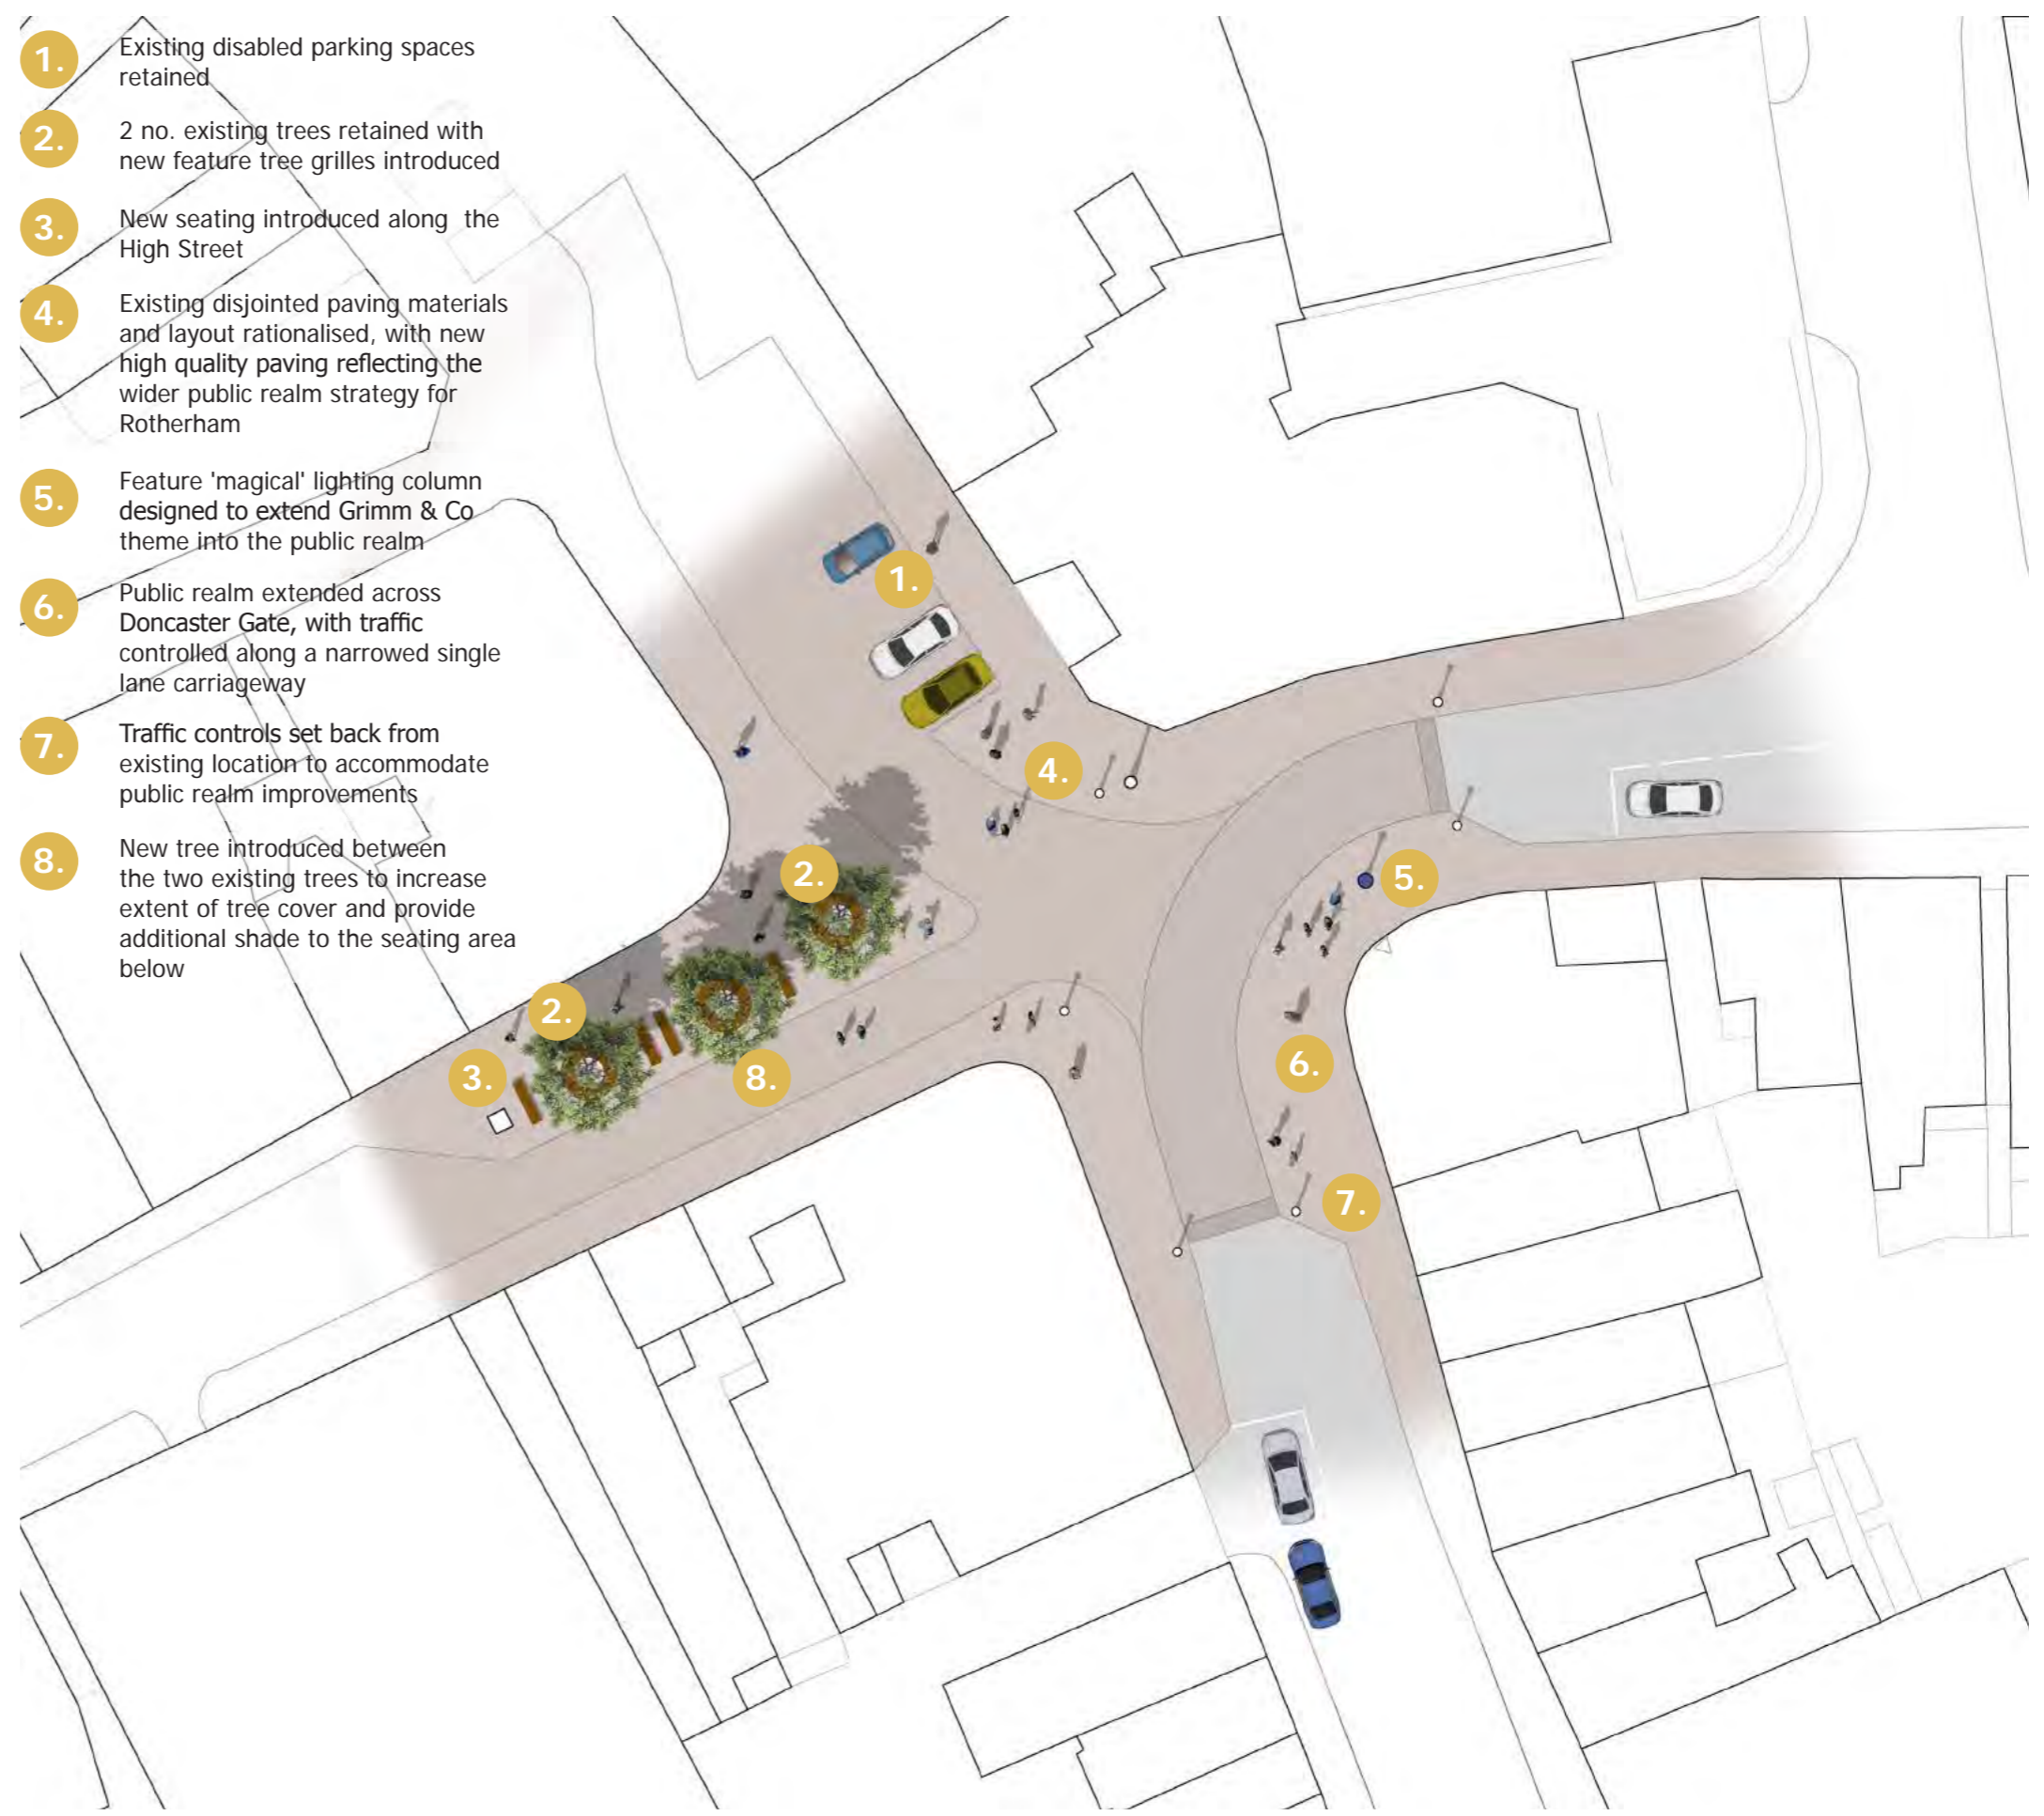 1.
Existing disabled parking spaces
retained
2.
2 no. existing trees retained with
new feature tree grilles introduced
3.
New seating introduced along the
High Street
4.
Existing disjointed paving materials
and layout rationalised, with new
high quality paving reflecting the
wider public realm strategy for
Rotherham
5.
Feature 'magical' lighting column
designed to extend Grimm & Co
theme into the public realm
6.
Public realm extended across
Doncaster Gate, with traffic
controlled along a narrowed single
lane carriageway
7.
Traffic controls set back from
existing location to accommodate
public realm improvements
8.
New tree introduced between
the two existing trees to increase
extent of tree cover and provide
additional shade to the seating area
below
1.
4.
2.
5.
2.
3.
8.
6.
7.